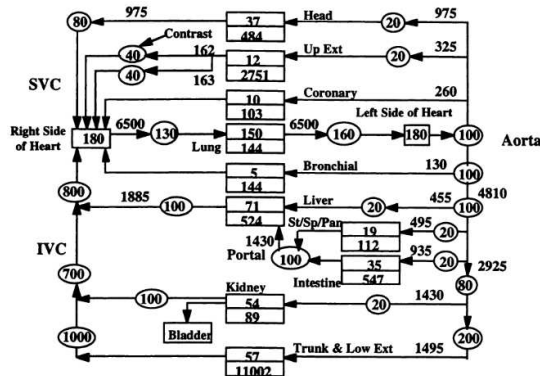 975 Head 975
80 37 20
484
Contrast
162 Up Ext 325
40 12 20
40 2751
163
SVC
Coronary 260
10
103
Left Side of Heart
Right Side of Heart
180 6500 130 150 6500 160 180 100 Aorta
Lung 144
Bronchial 130
5 100
144
800
1885 Liver 455 4810
100 71 20 100
524
St/Sp/Pan 495
19 20
112
IVC
1430
Portal
100 935
35 20 2925
Intestine 547
700 80
Kidney
100 54 20 1430
89
Bladder
1000 200
Trunk & Low Ext 1495
57
11002